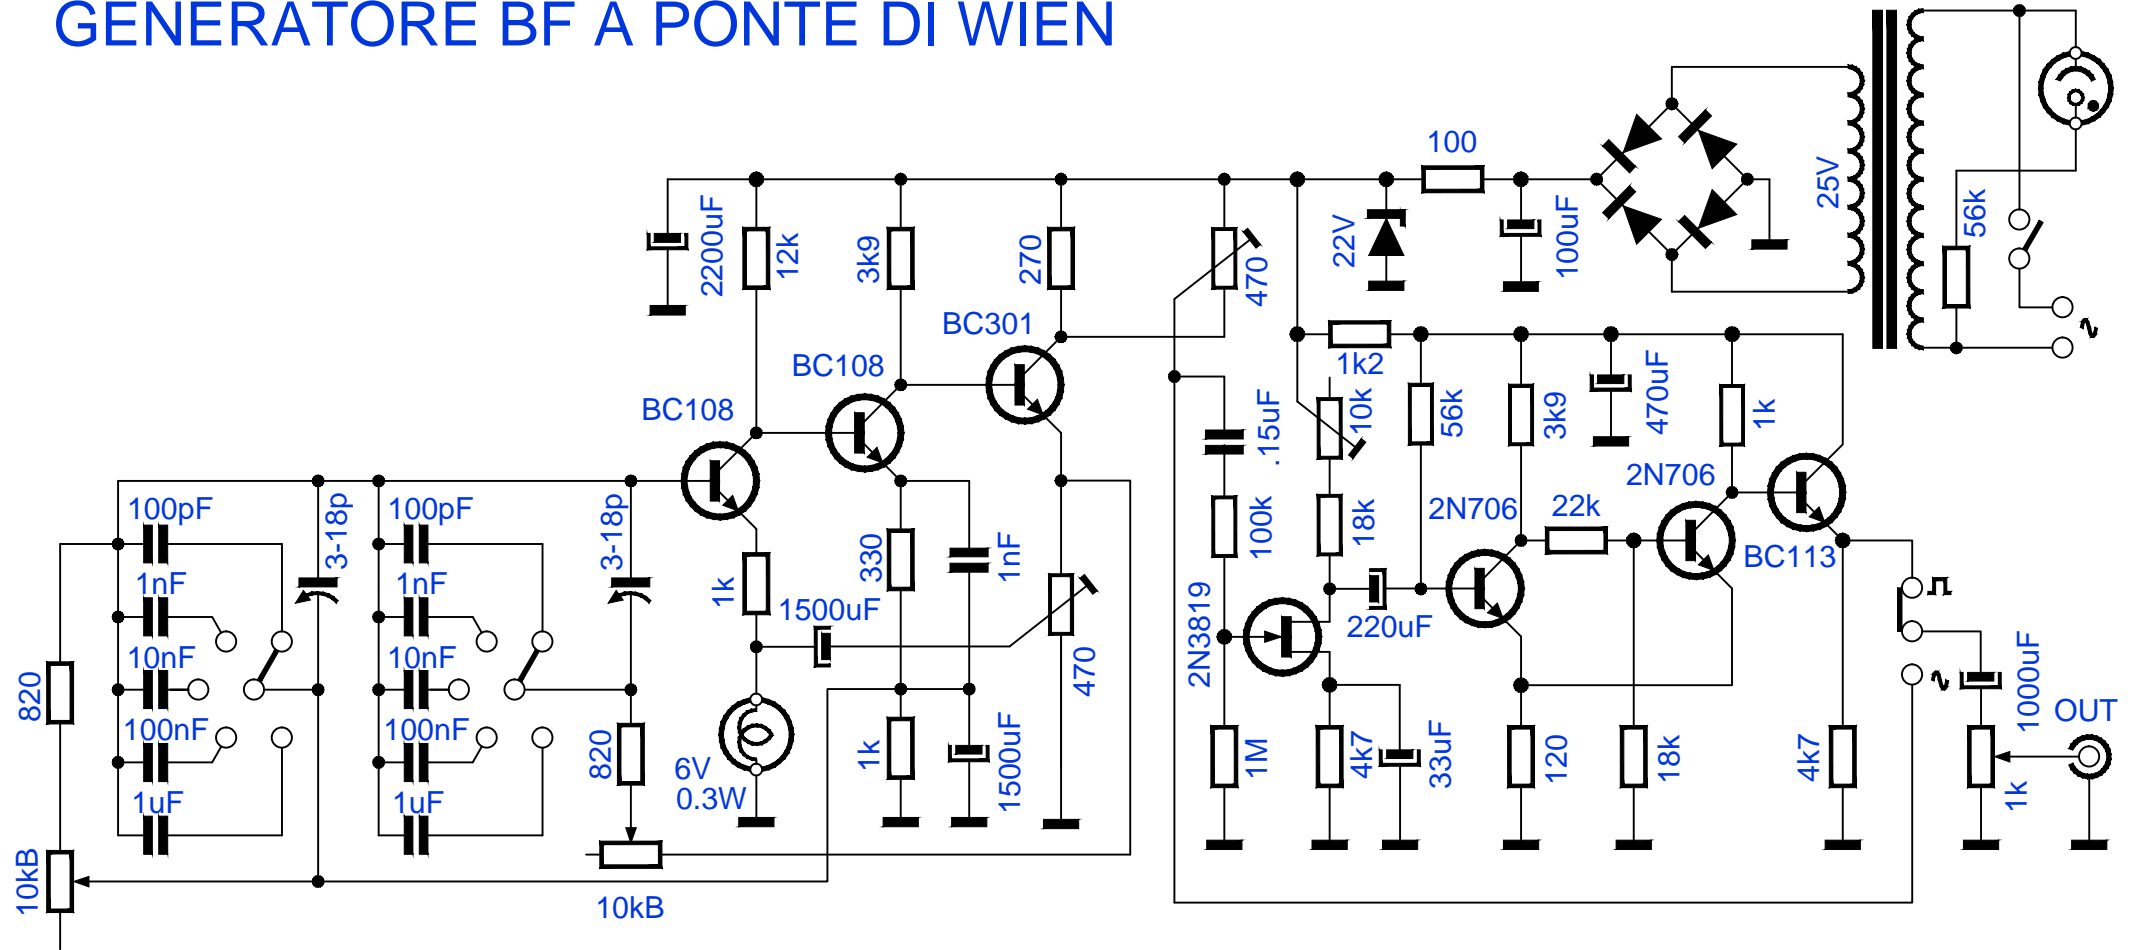 GENERATORE BF A PONTE DI WIEN
100
25V
56k
2200uF
12k
3k9
270
470
22V
100uF
BC301
BC108
BC108
1k2
10k
56k
3k9
470uF
1k
.15uF
100pF
3-18p
100pF
3-18p
1k
330
1nF
100k
18k
2N706
22k
2N706
BC113
1nF
1nF
1500uF
470
2N3819
220uF
10nF
10nF
820
100nF
100nF
820
6V
0.3W
1k
1500uF
1M
4k7
33uF
120
18k
4k7
1000uF
OUT
1k
1uF
1uF
10kB
10kB